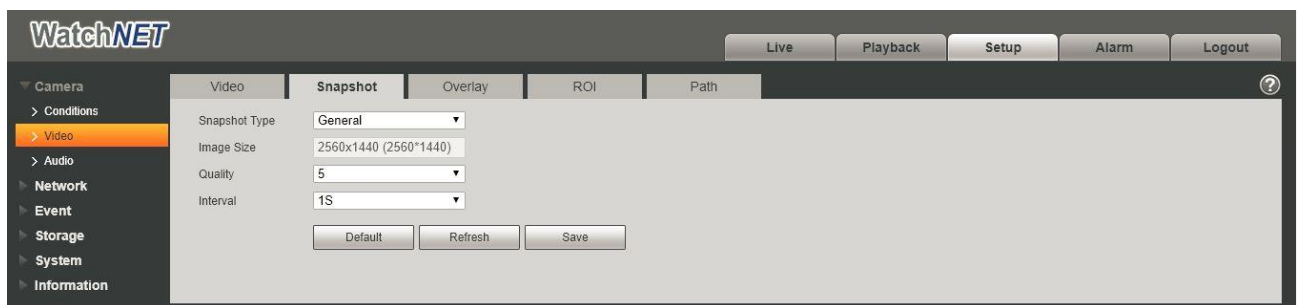 WatchNET
Live Playback Setup Alarm Logout
Camera
> Conditions
> Video
> Audio
Network
Event
Storage
System
Information
Video Snapshot Overlay ROI Path ?
Snapshot Type General
Image Size 2560x1440 (2560*1440)
Quality 5
Interval 1S
Default Refresh Save